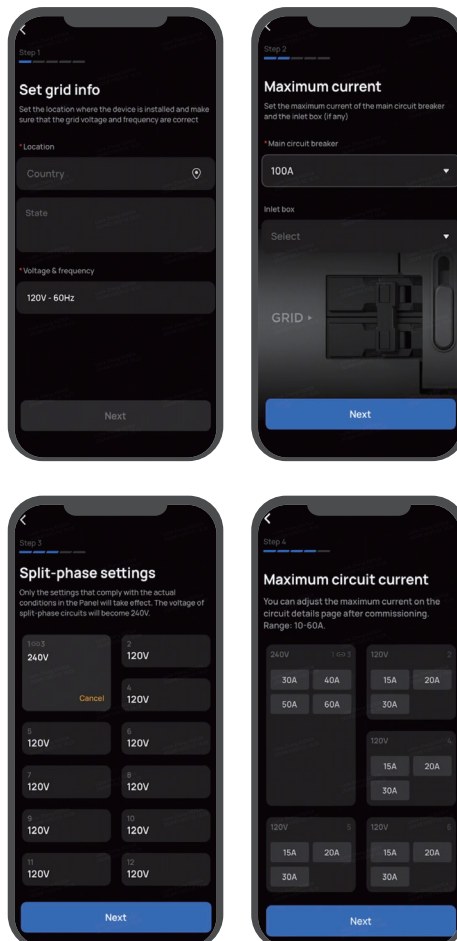 Step 1
Set grid info
Set the location where the device is installed and make
sure that the grid voltage and frequency are correct
*Location
Country
State
*Voltage & frequency
120V - 60Hz
Next
Step 2
Maximum current
Set the maximum current of the main circuit breaker
and the inlet box (if any)
*Main circuit breaker
100A
Inlet box
Select
GRID
Next
Step 3
Split-phase settings
Only the settings that comply with the actual
conditions in the Panel will take effect. The voltage of
split-phase circuits will become 240V.
1 3
240V
Cancel
2
120V
4
120V
5
120V
6
120V
7
120V
8
120V
9
120V
10
120V
11
120V
12
120V
Next
Step 4
Maximum circuit current
You can adjust the maximum current on the
circuit details page after commissioning.
Range: 10-60A.
240V 1 3
30A 40A
50A 60A
120V 2
15A 20A
30A
120V 4
15A 20A
30A
120V 5
15A 20A
30A
120V 6
15A 20A
30A
Next